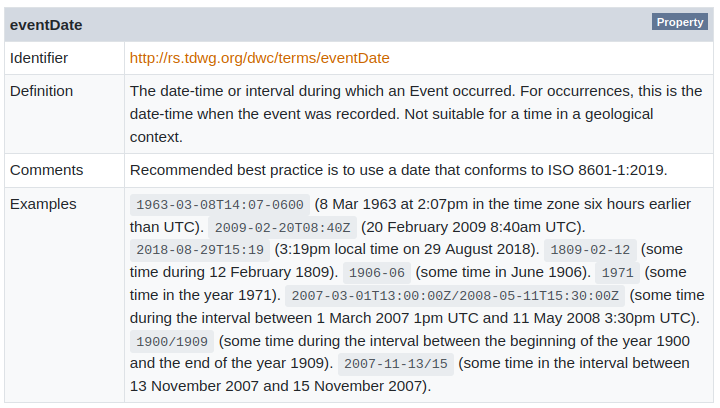 eventDate Property
Identifier http://rs.tdwg.org/dwc/terms/eventDate
Definition The date-time or interval during which an Event occurred. For occurrences, this is the
date-time when the event was recorded. Not suitable for a time in a geological
context.
Comments Recommended best practice is to use a date that conforms to ISO 8601-1:2019.
Examples 1963-03-08T14:07-0600 (8 Mar 1963 at 2:07pm in the time zone six hours earlier
than UTC). 2009-02-20T08:40Z (20 February 2009 8:40am UTC).
2018-08-29T15:19 (3:19pm local time on 29 August 2018). 1809-02-12 (some
time during 12 February 1809). 1906-06 (some time in June 1906). 1971 (some
time in the year 1971). 2007-03-01T13:00:00Z/2008-05-11T15:30:00Z (some time
during the interval between 1 March 2007 1pm UTC and 11 May 2008 3:30pm UTC).
1900/1909 (some time during the interval between the beginning of the year 1900
and the end of the year 1909). 2007-11-13/15 (some time in the interval between
13 November 2007 and 15 November 2007).